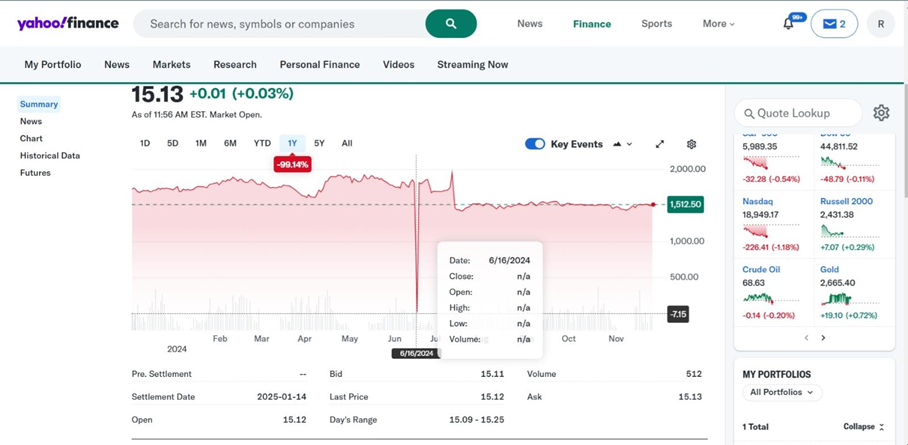 yahoo!finance
Search for news, symbols or companies
News Finance Sports More 99+ 2 R
My Portfolio News Markets Research Personal Finance Videos Streaming Now
Summary
News
Chart
Historical Data
Futures
15.13 +0.01 (+0.03%)
As of 11:56 AM EST. Market Open.
1D 5D 1M 6M YTD 1Y 5Y All Key Events
-99.14%
2,000.00
1,512.50
1,000.00
500.00
-7.15
Date: 6/16/2024
Close: n/a
Open: n/a
High: n/a
Low: n/a
Volume: n/a
Feb Mar Apr May Jun Oct Nov
2024
6/16/2024
Pre. Settlement -- Bid 15.11 Volume 512
Settlement Date 2025-01-14 Last Price 15.12 Ask 15.13
Open 15.12 Day's Range 15.09 - 15.25
Quote Lookup
5,989.35 44,811.52
-32.28 (-0.54%) -48.79 (-0.11%)
Nasdaq Russell 2000
18,949.17 2,431.38
-226.41 (-1.18%) +7.07 (+0.29%)
Crude Oil Gold
68.63 2,665.40
-0.14 (-0.20%) +19.10 (+0.72%)
MY PORTFOLIOS
All Portfolios
1 Total Collapse